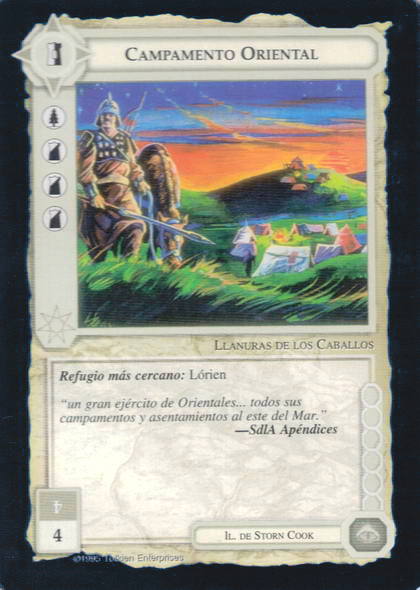 CAMPAMENTO ORIENTAL
LLANURAS DE LOS CABALLOS
Refugio más cercano: Lórien
“un gran ejército de Orientales... todos sus
campamentos y asentamientos al este del Mar.”
—SdlA Apéndices
4
4
IL. DE STORN COOK
©1995 Tolkien Enterprises